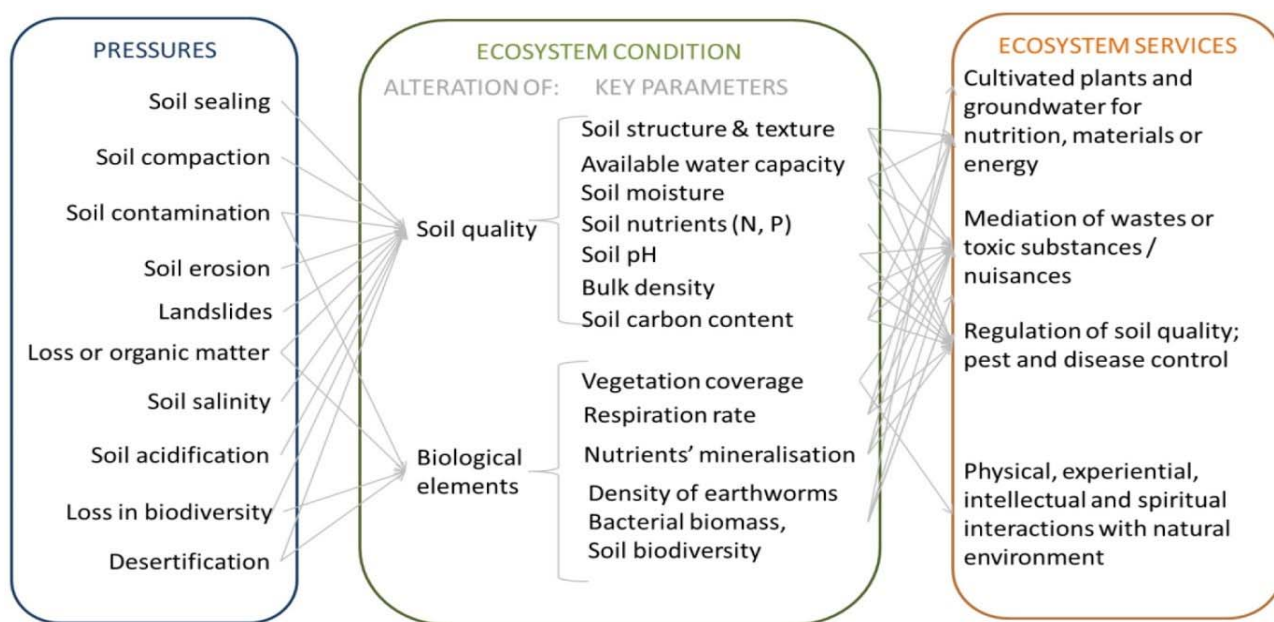 PRESSURES
Soil sealing
Soil compaction
Soil contamination
Soil erosion
Landslides
Loss or organic matter
Soil salinity
Soil acidification
Loss in biodiversity
Desertification
ECOSYSTEM CONDITION
ALTERATION OF: KEY PARAMETERS
Soil quality
Soil structure & texture
Available water capacity
Soil moisture
Soil nutrients (N, P)
Soil pH
Bulk density
Soil carbon content
Biological
elements
Vegetation coverage
Respiration rate
Nutrients' mineralisation
Density of earthworms
Bacterial biomass,
Soil biodiversity
ECOSYSTEM SERVICES
Cultivated plants and
groundwater for
nutrition, materials or
energy
Mediation of wastes or
toxic substances /
nuisances
Regulation of soil quality;
pest and disease control
Physical, experiential,
intellectual and spiritual
interactions with natural
environment